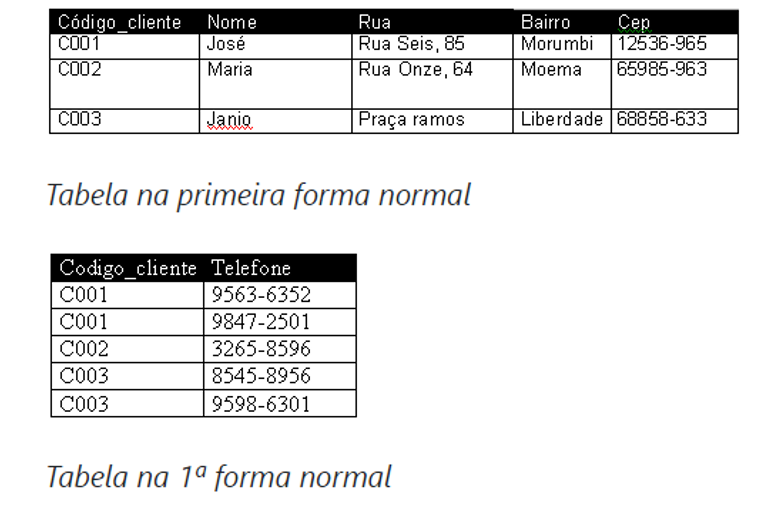 Código_cliente Nome Rua Bairro Cep
C001 José Rua Seis, 85 Morumbi 12536-965
C002 Maria Rua Onze, 64 Moema 65985-963
C003 Janio Praça ramos Liberdade 68858-633
Tabela na primeira forma normal
Codigo_cliente Telefone
C001 9563-6352
C001 9847-2501
C002 3265-8596
C003 8545-8956
C003 9598-6301
Tabela na 1ª forma normal